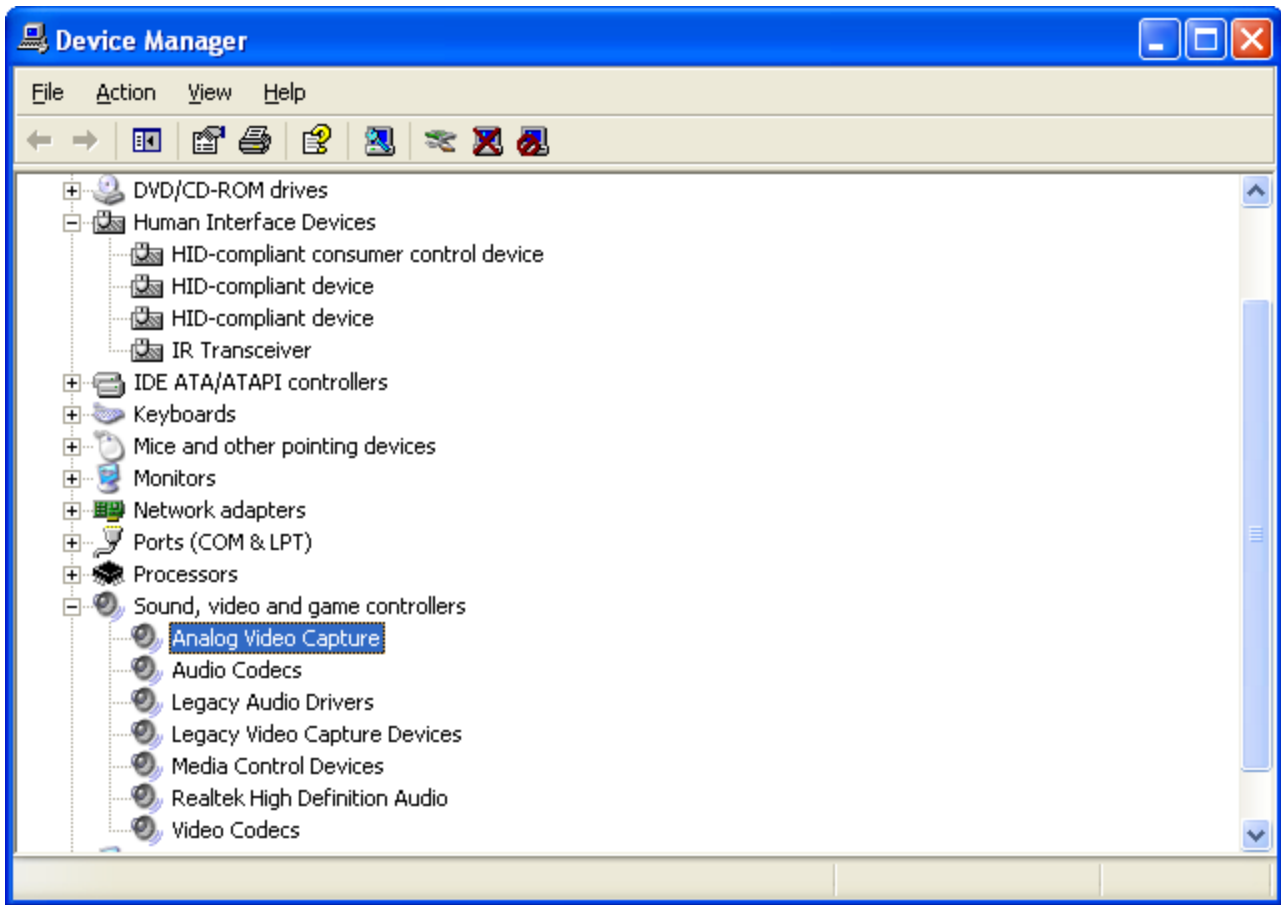 Device Manager
File Action View Help
DVD/CD-ROM drives
Human Interface Devices
HID-compliant consumer control device
HID-compliant device
HID-compliant device
IR Transceiver
IDE ATA/ATAPI controllers
Keyboards
Mice and other pointing devices
Monitors
Network adapters
Ports (COM & LPT)
Processors
Sound, video and game controllers
Analog Video Capture
Audio Codecs
Legacy Audio Drivers
Legacy Video Capture Devices
Media Control Devices
Realtek High Definition Audio
Video Codecs